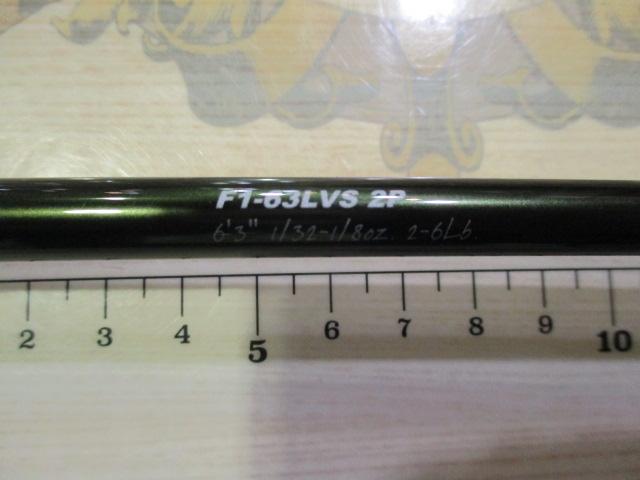 F1-63LVS 2P
6'3" 1/32-1/8oz. 2-6Lb.
2 3 4 5 6 7 8 9 10